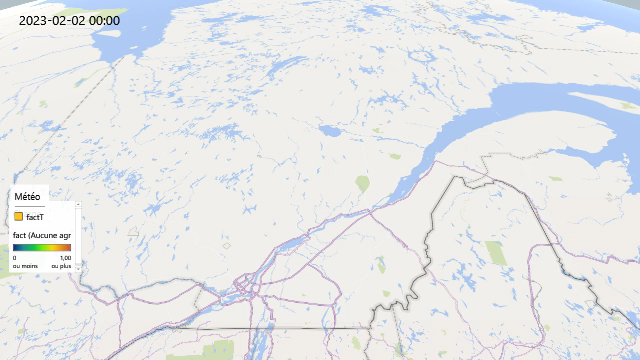 2023-02-02 00:00
Météo
factT
fact (Aucune agr
0 1,00
ou moins ou plus